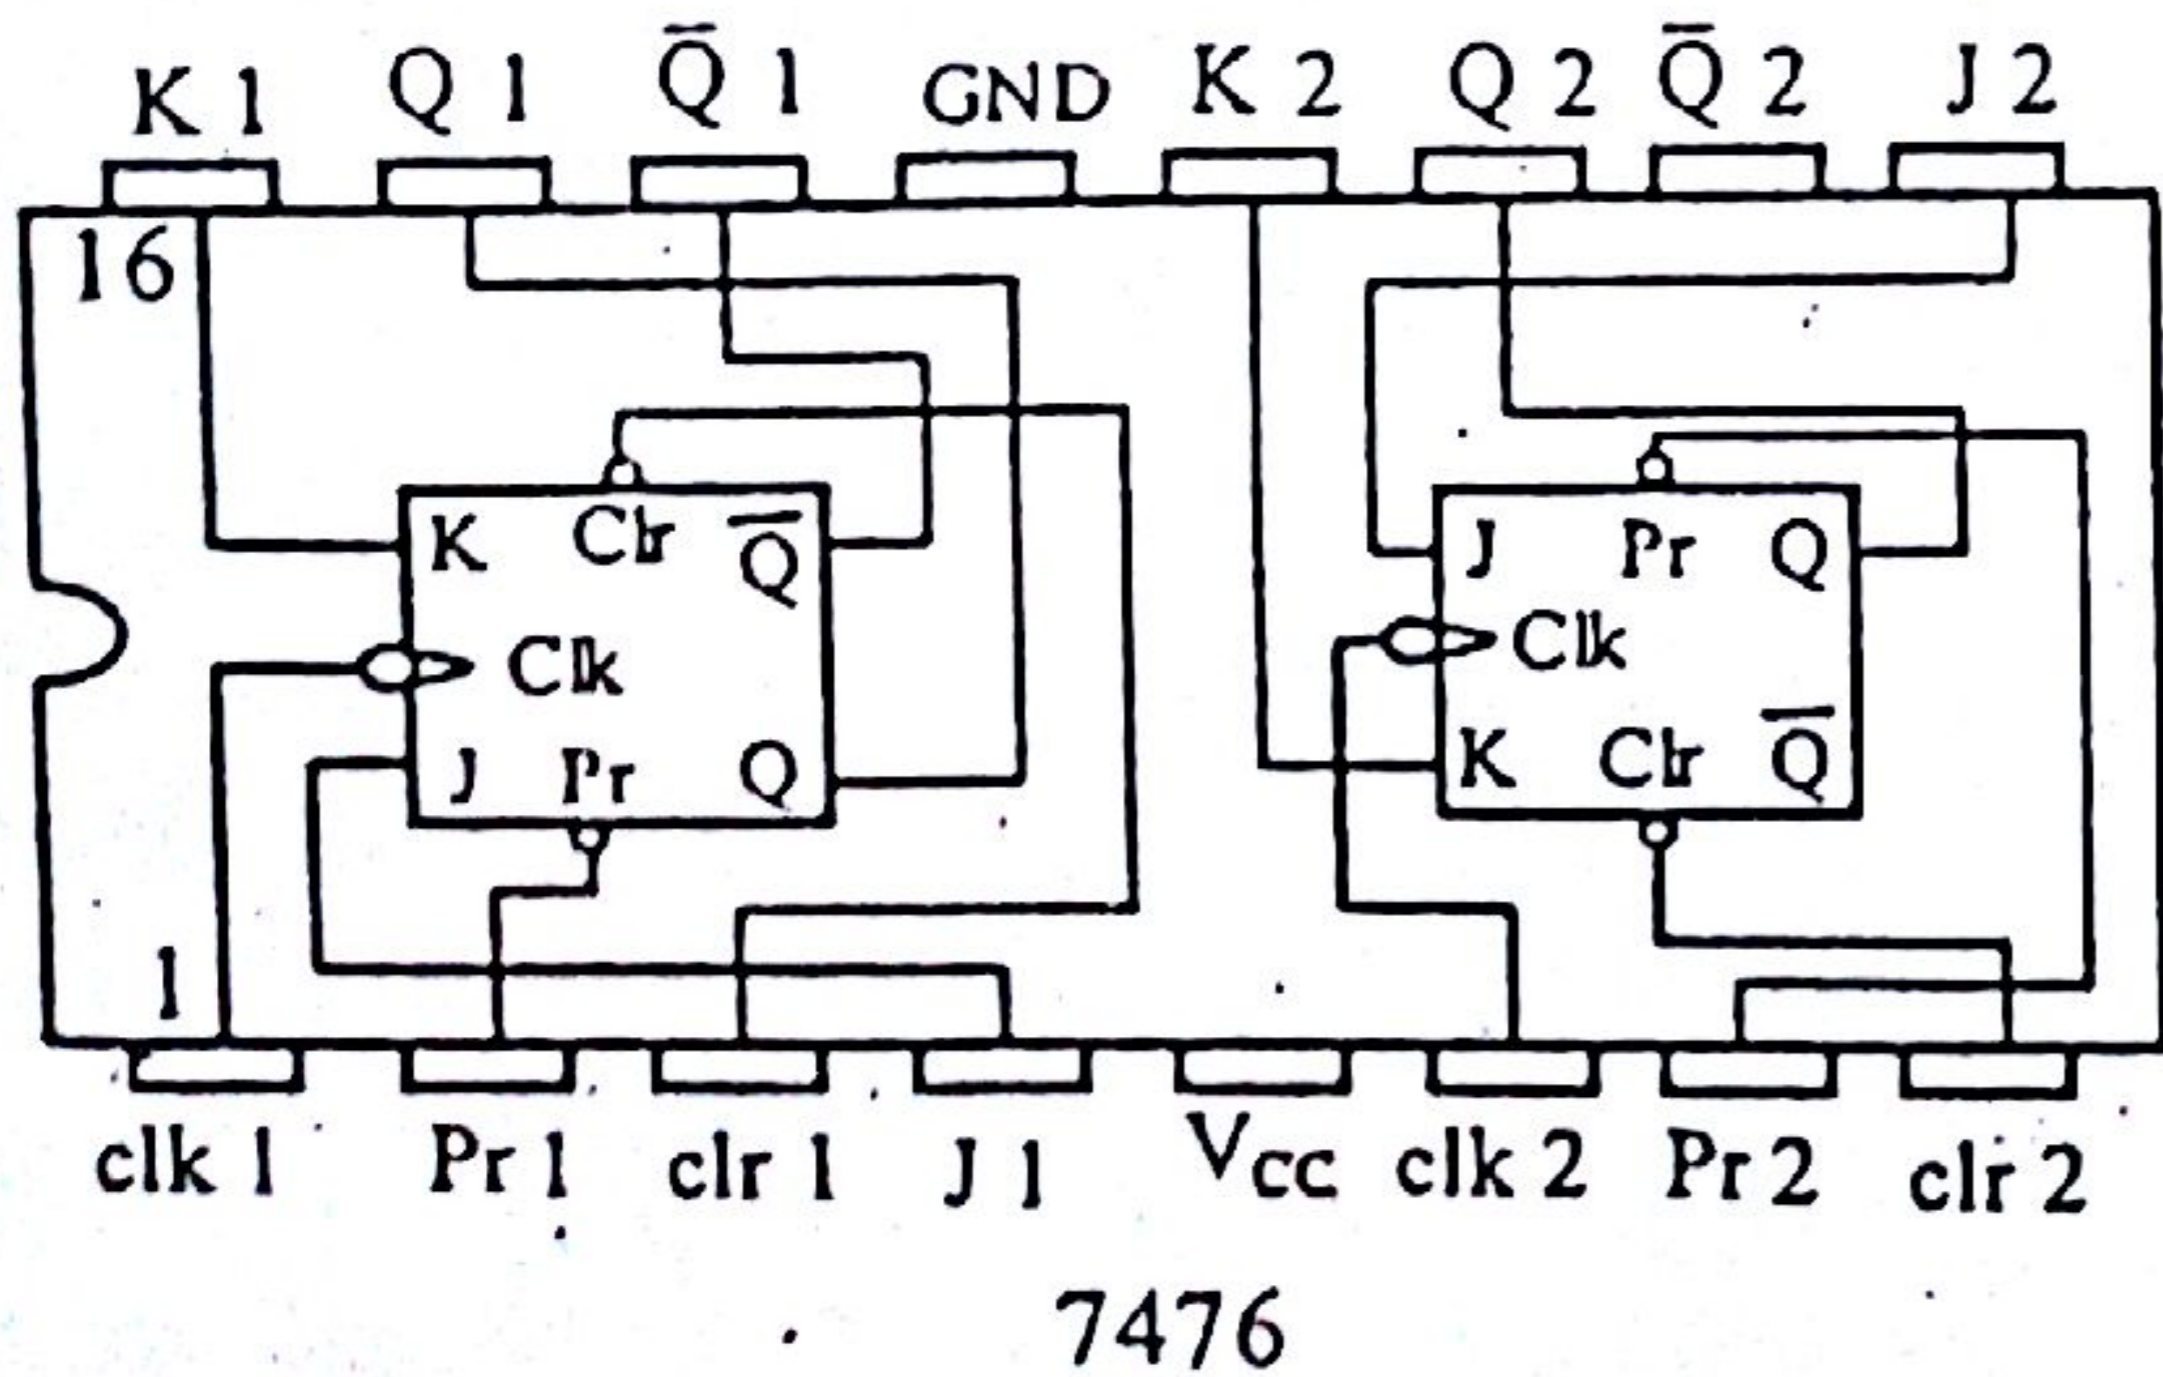 K 1 Q 1 Q̅ 1 GND K 2 Q 2 Q̅ 2 J 2
16
K Clr Q̅
J Pr Q
Clk
Clk
J Pr Q
K Clr Q̅
1
clk 1 Pr 1 clr 1 J 1 Vcc clk 2 Pr 2 clr 2
7476